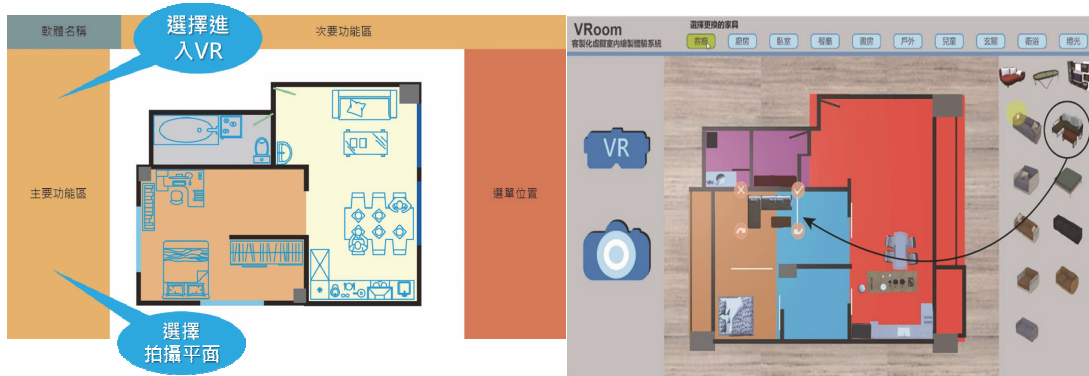 軟體名稱
選擇進
入VR
次要功能區
主要功能區
選單位置
選擇
拍攝平面
VRoom
客製化虛擬室內繪製體驗系統
選擇更換的家具
客廳
廚房
臥室
餐廳
書房
戶外
兒童
玄關
衛浴
燈光
VR